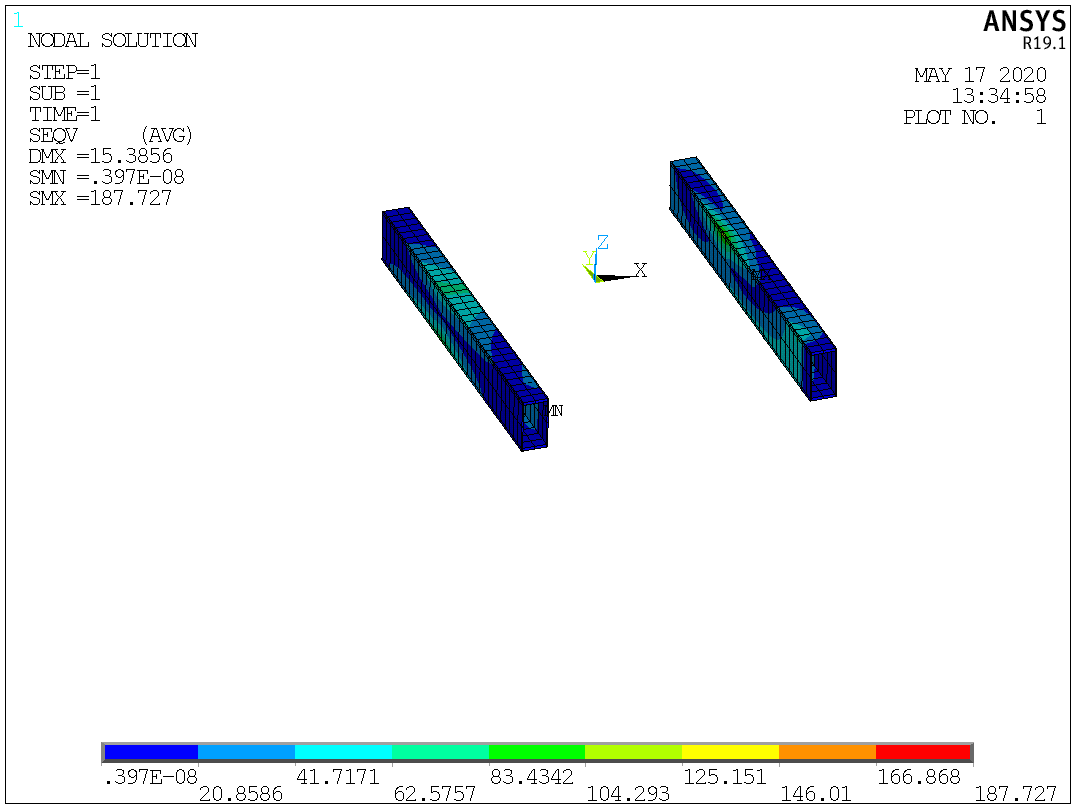 1
ANSYS
R19.1
NODAL SOLUTION
STEP=1
SUB =1
TIME=1
SEQV (AVG)
DMX =15.3856
SMN =.397E-08
SMX =187.727
MAY 17 2020
13:34:58
PLOT NO. 1
Z
Y
X
MN
.397E-08
20.8586
41.7171
62.5757
83.4342
104.293
125.151
146.01
166.868
187.727